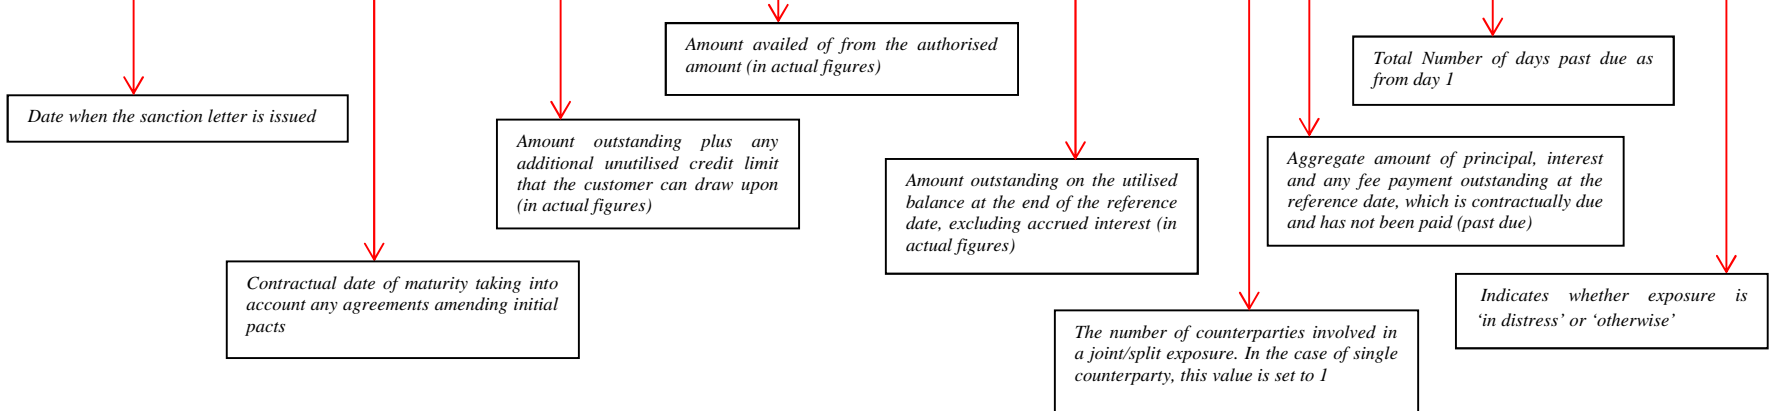 Date when the sanction letter is issued
Contractual date of maturity taking into
account any agreements amending initial
pacts
Amount outstanding plus any
additional unutilised credit limit
that the customer can draw upon
(in actual figures)
Amount availed of from the authorised
amount (in actual figures)
Amount outstanding on the utilised
balance at the end of the reference
date, excluding accrued interest (in
actual figures)
The number of counterparties involved in
a joint/split exposure. In the case of single
counterparty, this value is set to 1
Aggregate amount of principal, interest
and any fee payment outstanding at the
reference date, which is contractually due
and has not been paid (past due)
Total Number of days past due as
from day 1
Indicates whether exposure is
‘in distress’ or ‘otherwise’